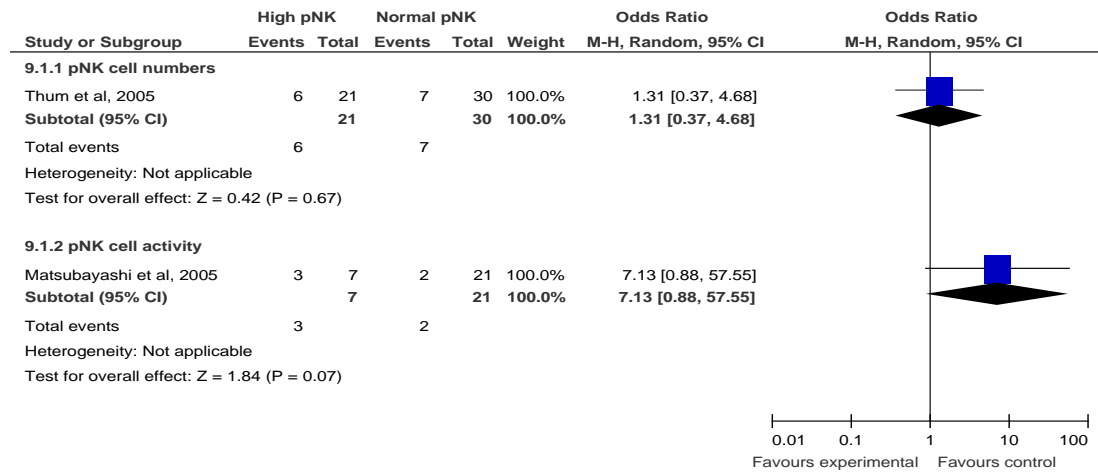 High pNK Normal pNK Odds Ratio Odds Ratio
Study or Subgroup Events Total Events Total Weight M-H, Random, 95% CI M-H, Random, 95% CI
9.1.1 pNK cell numbers
Thum et al, 2005 6 21 7 30 100.0% 1.31 [0.37, 4.68]
Subtotal (95% CI) 21 30 100.0% 1.31 [0.37, 4.68]
Total events 6 7
Heterogeneity: Not applicable
Test for overall effect: Z = 0.42 (P = 0.67)
9.1.2 pNK cell activity
Matsubayashi et al, 2005 3 7 2 21 100.0% 7.13 [0.88, 57.55]
Subtotal (95% CI) 7 21 100.0% 7.13 [0.88, 57.55]
Total events 3 2
Heterogeneity: Not applicable
Test for overall effect: Z = 1.84 (P = 0.07)
0.01 0.1 1 10 100
Favours experimental Favours control